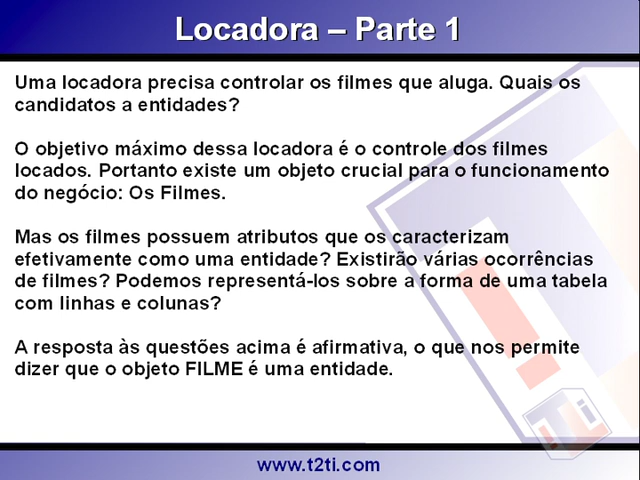 Locadora – Parte 1
Uma locadora precisa controlar os filmes que aluga. Quais os
candidatos a entidades?
O objetivo máximo dessa locadora é o controle dos filmes
locados. Portanto existe um objeto crucial para o funcionamento
do negócio: Os Filmes.
Mas os filmes possuem atributos que os caracterizam
efetivamente como uma entidade? Existirão várias ocorrências
de filmes? Podemos representá-los sobre a forma de uma tabela
com linhas e colunas?
A resposta às questões acima é afirmativa, o que nos permite
dizer que o objeto FILME é uma entidade.
www.t2ti.com